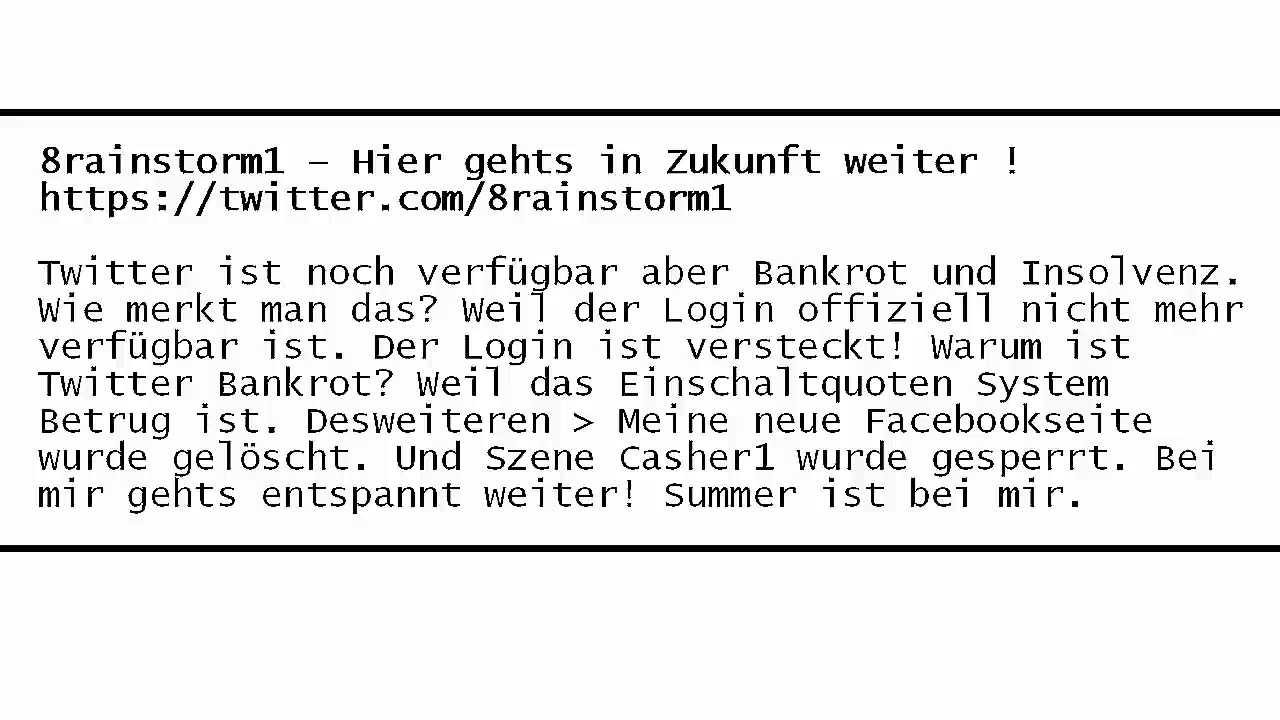 8rainstorm1 – Hier gehts in Zukunft weiter !
https://twitter.com/8rainstorm1
Twitter ist noch verfügbar aber Bankrot und Insolvenz.
Wie merkt man das? Weil der Login offiziell nicht mehr
verfügbar ist. Der Login ist versteckt! Warum ist
Twitter Bankrot? Weil das Einschaltquoten System
Betrug ist. Desweiteren > Meine neue Facebookseite
wurde gelöscht. Und Szene Casher1 wurde gesperrt. Bei
mir gehts entspannt weiter! Summer ist bei mir.